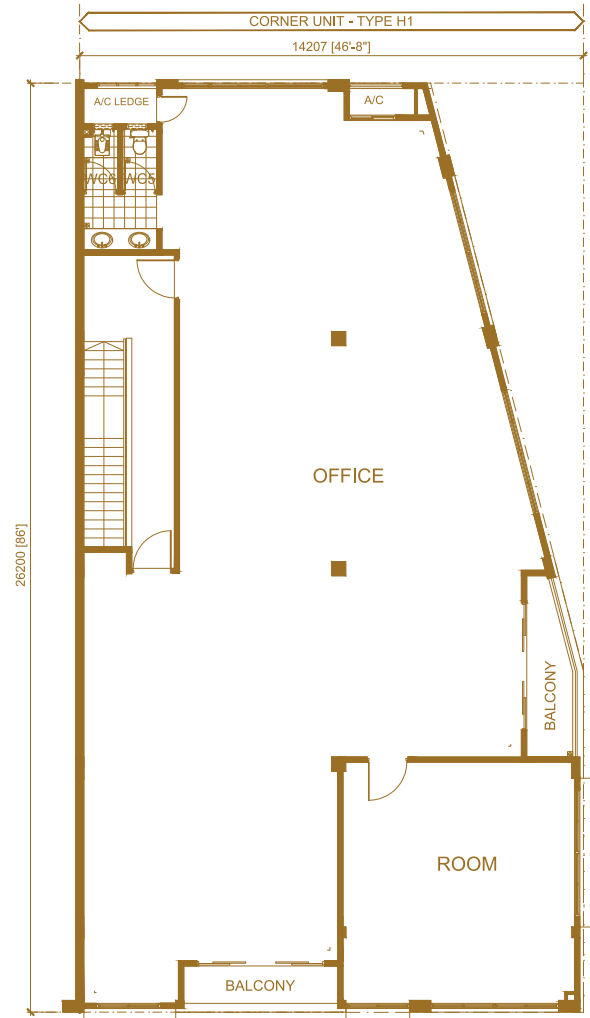 CORNER UNIT - TYPE H1
14207 [46'-8"]
A/C LEDGE
A/C
WC6
WC5
OFFICE
26200 [86']
BALCONY
ROOM
BALCONY